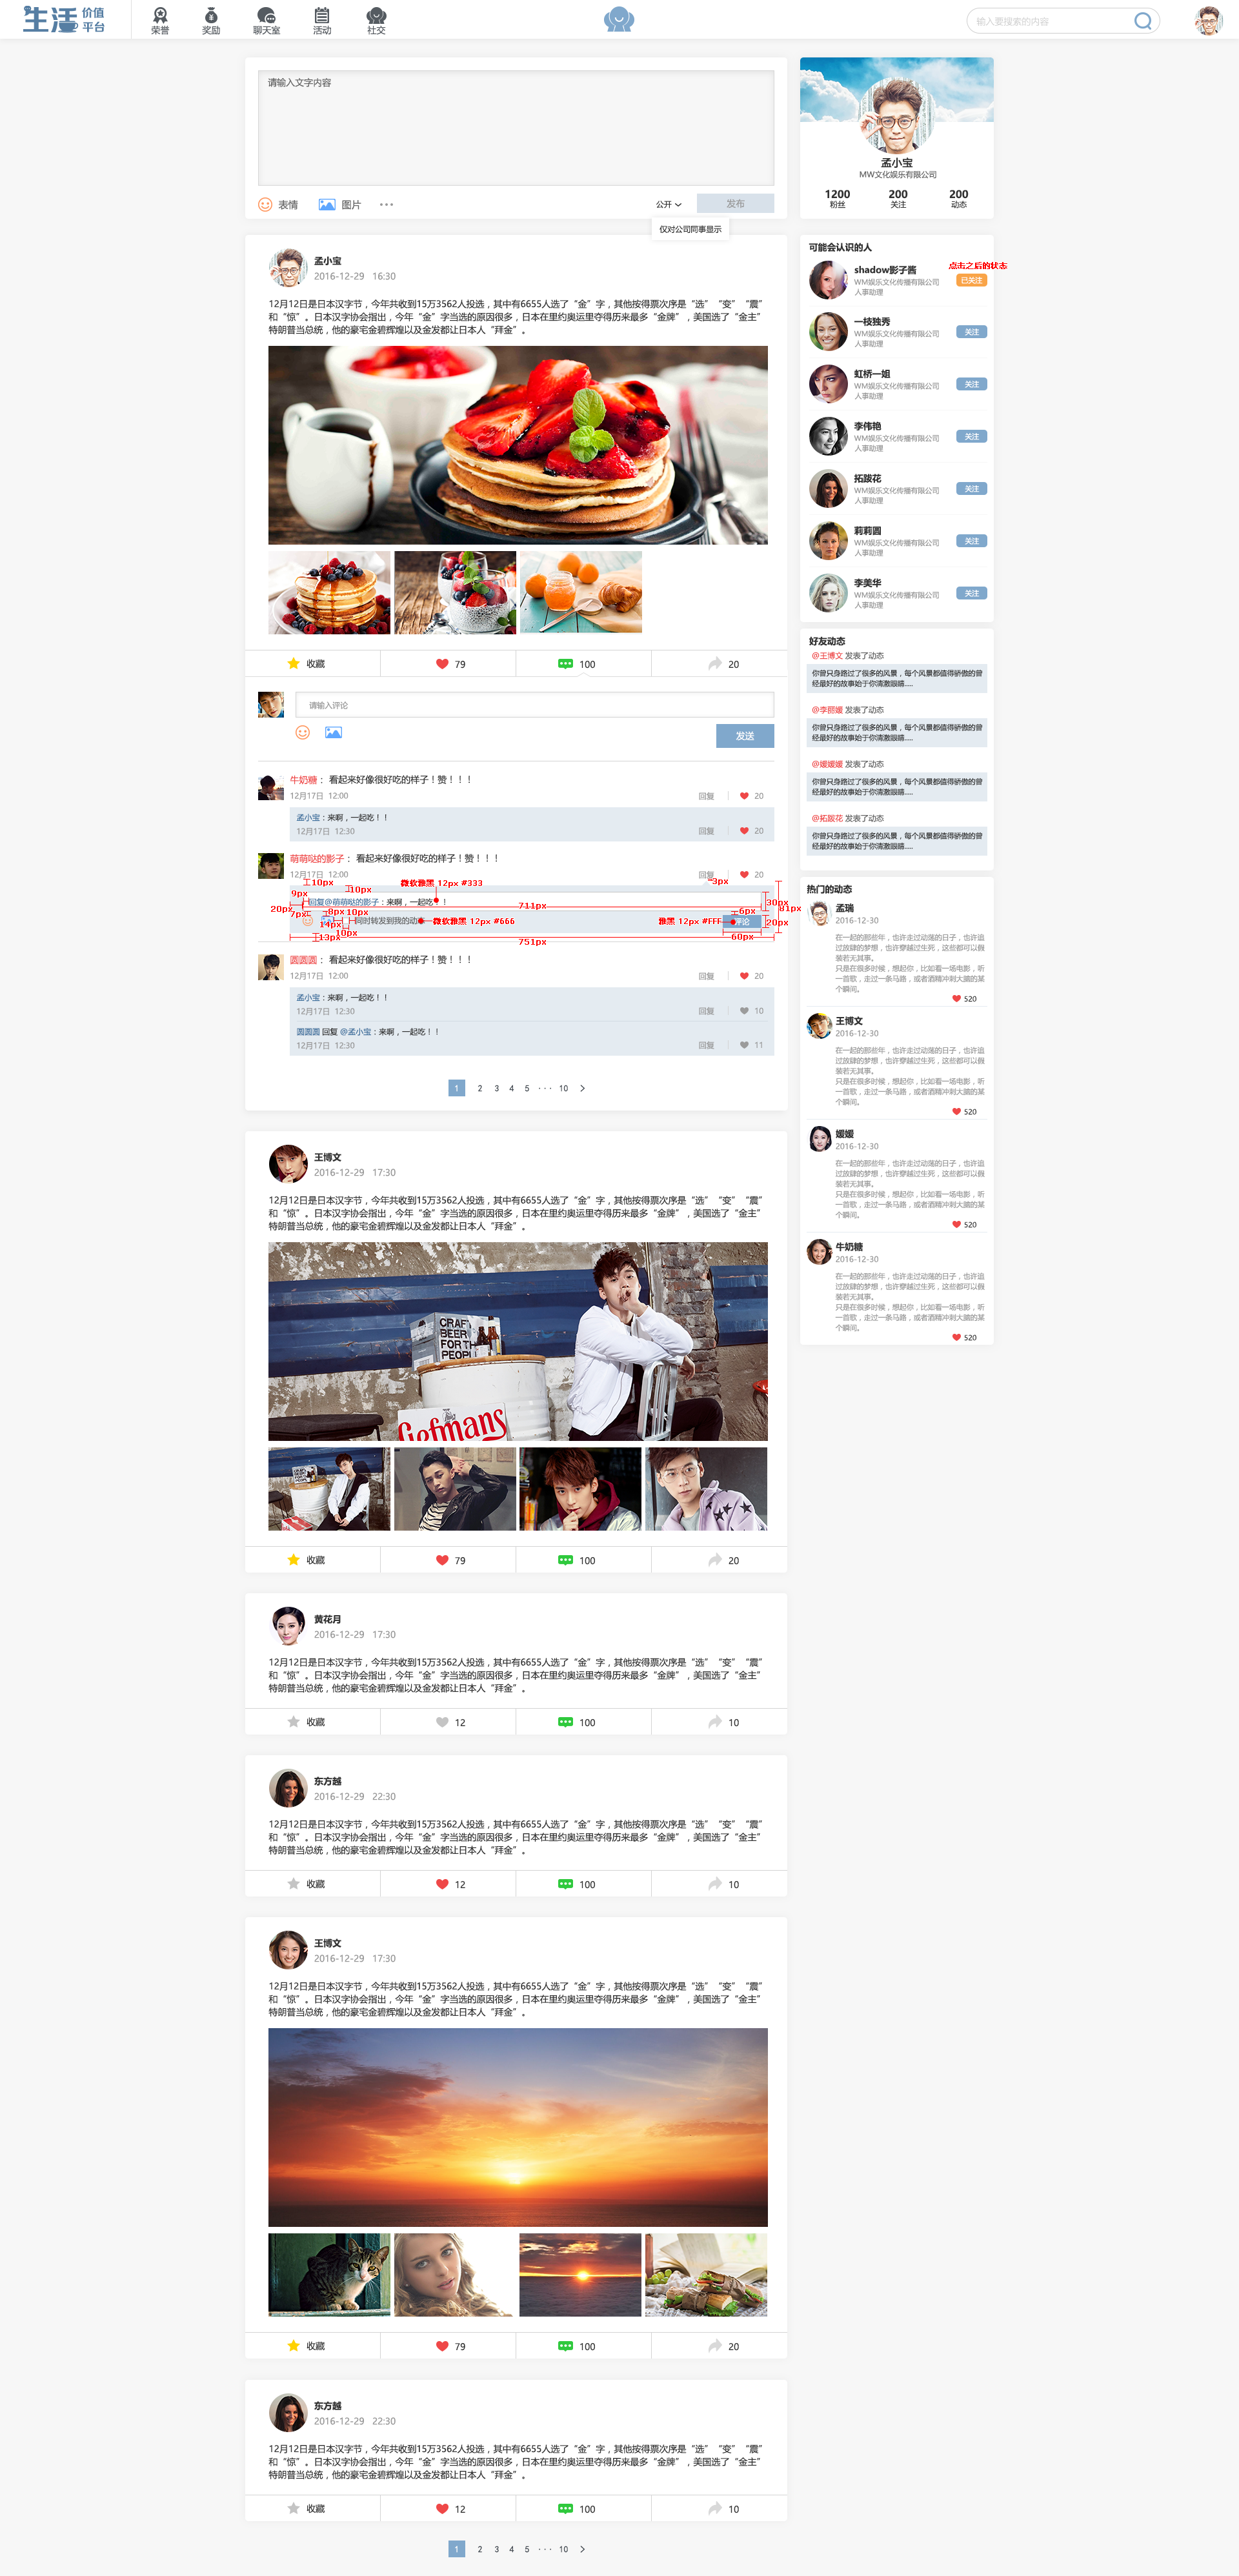 生活 价值平台
荣誉 奖励 聊天室 活动 社交
输入要搜索的内容
请输入文字内容
表情 图片
公开 发布
仅对公司同事显示
孟小宝
MW文化娱乐有限公司
1200 200 200
粉丝 关注 动态
孟小宝
2016-12-29 16:30
12月12日是日本汉字节，今年共收到15万3562人投选，其中有6655人选了“金”字，其他按得票次序是“选”“变”“震”
和“惊”。日本汉字协会指出，今年“金”字当选的原因很多，日本在里约奥运里夺得历来最多“金牌”，美国选了“金主”
特朗普当总统，他的豪宅金碧辉煌以及金发都让日本人“拜金”。
收藏 79 100 20
请输入评论
发送
牛奶糖： 看起来好像很好吃的样子！赞！！！
12月17日 12:00 回复 20
孟小宝：来啊，一起吃！！
12月17日 12:30 回复 20
萌萌哒的影子： 看起来好像很好吃的样子！赞！！！
12月17日 12:00 回复 20
10px 10px 微软雅黑 12px #333 3px
9px 30px
回复@萌萌哒的影子：来啊，一起吃！！
20px 711px 81px
7px 8px 10px 6px
14px 同时转发到我的动 微软雅黑 12px #666 雅黑 12px #FFF 评论 20px
10px 60px
13px 751px
圆圆圆： 看起来好像很好吃的样子！赞！！！
12月17日 12:00 回复 20
孟小宝：来啊，一起吃！！
12月17日 12:30 回复 10
圆圆圆 回复 @孟小宝：来啊，一起吃！！
12月17日 12:30 回复 11
1 2 3 4 5 ··· 10 >
王博文
2016-12-29 17:30
12月12日是日本汉字节，今年共收到15万3562人投选，其中有6655人选了“金”字，其他按得票次序是“选”“变”“震”
和“惊”。日本汉字协会指出，今年“金”字当选的原因很多，日本在里约奥运里夺得历来最多“金牌”，美国选了“金主”
特朗普当总统，他的豪宅金碧辉煌以及金发都让日本人“拜金”。
CRAFT
BEER
FOR THE
PEOPLE
收藏 79 100 20
黄花月
2016-12-29 17:30
12月12日是日本汉字节，今年共收到15万3562人投选，其中有6655人选了“金”字，其他按得票次序是“选”“变”“震”
和“惊”。日本汉字协会指出，今年“金”字当选的原因很多，日本在里约奥运里夺得历来最多“金牌”，美国选了“金主”
特朗普当总统，他的豪宅金碧辉煌以及金发都让日本人“拜金”。
收藏 12 100 10
东方越
2016-12-29 22:30
12月12日是日本汉字节，今年共收到15万3562人投选，其中有6655人选了“金”字，其他按得票次序是“选”“变”“震”
和“惊”。日本汉字协会指出，今年“金”字当选的原因很多，日本在里约奥运里夺得历来最多“金牌”，美国选了“金主”
特朗普当总统，他的豪宅金碧辉煌以及金发都让日本人“拜金”。
收藏 12 100 10
王博文
2016-12-29 17:30
12月12日是日本汉字节，今年共收到15万3562人投选，其中有6655人选了“金”字，其他按得票次序是“选”“变”“震”
和“惊”。日本汉字协会指出，今年“金”字当选的原因很多，日本在里约奥运里夺得历来最多“金牌”，美国选了“金主”
特朗普当总统，他的豪宅金碧辉煌以及金发都让日本人“拜金”。
收藏 79 100 20
东方越
2016-12-29 22:30
12月12日是日本汉字节，今年共收到15万3562人投选，其中有6655人选了“金”字，其他按得票次序是“选”“变”“震”
和“惊”。日本汉字协会指出，今年“金”字当选的原因很多，日本在里约奥运里夺得历来最多“金牌”，美国选了“金主”
特朗普当总统，他的豪宅金碧辉煌以及金发都让日本人“拜金”。
收藏 12 100 10
1 2 3 4 5 ··· 10 >
可能会认识的人
点击之后的状态
shadow影子酱
WM娱乐文化传播有限公司 已关注
人事助理
一枝独秀
WM娱乐文化传播有限公司 关注
人事助理
虹桥一姐
WM娱乐文化传播有限公司 关注
人事助理
李伟艳
WM娱乐文化传播有限公司 关注
人事助理
拓跋花
WM娱乐文化传播有限公司 关注
人事助理
莉莉圆
WM娱乐文化传播有限公司 关注
人事助理
李美华
WM娱乐文化传播有限公司 关注
人事助理
好友动态
@王博文 发表了动态
你曾只身路过了很多的风景，每个风景都值得骄傲的曾
经最好的故事始于你清澈眼睛.....
@李丽媛 发表了动态
你曾只身路过了很多的风景，每个风景都值得骄傲的曾
经最好的故事始于你清澈眼睛.....
@媛媛媛 发表了动态
你曾只身路过了很多的风景，每个风景都值得骄傲的曾
经最好的故事始于你清澈眼睛.....
@拓跋花 发表了动态
你曾只身路过了很多的风景，每个风景都值得骄傲的曾
经最好的故事始于你清澈眼睛.....
热门的动态
孟瑞
2016-12-30
在一起的那些年，也许走过动荡的日子，也许追
过放肆的梦想，也许穿越过生死，这些都可以假
装若无其事。
只是在很多时候，想起你，比如看一场电影，听
一首歌，走过一条马路，或者酒精冲刺大脑的某
个瞬间。
520
王博文
2016-12-30
在一起的那些年，也许走过动荡的日子，也许追
过放肆的梦想，也许穿越过生死，这些都可以假
装若无其事。
只是在很多时候，想起你，比如看一场电影，听
一首歌，走过一条马路，或者酒精冲刺大脑的某
个瞬间。
520
媛媛
2016-12-30
在一起的那些年，也许走过动荡的日子，也许追
过放肆的梦想，也许穿越过生死，这些都可以假
装若无其事。
只是在很多时候，想起你，比如看一场电影，听
一首歌，走过一条马路，或者酒精冲刺大脑的某
个瞬间。
520
牛奶糖
2016-12-30
在一起的那些年，也许走过动荡的日子，也许追
过放肆的梦想，也许穿越过生死，这些都可以假
装若无其事。
只是在很多时候，想起你，比如看一场电影，听
一首歌，走过一条马路，或者酒精冲刺大脑的某
个瞬间。
520